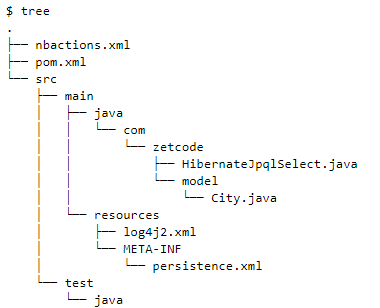 $ tree
.
├── nbactions.xml
├── pom.xml
└── src
    ├── main
    │   ├── java
    │   │   └── com
    │   │       └── zetcode
    │   │           ├── HibernateJpqlSelect.java
    │   │           └── model
    │   │               └── City.java
    │   └── resources
    │       ├── log4j2.xml
    │       └── META-INF
    │           └── persistence.xml
    └── test
        └── java